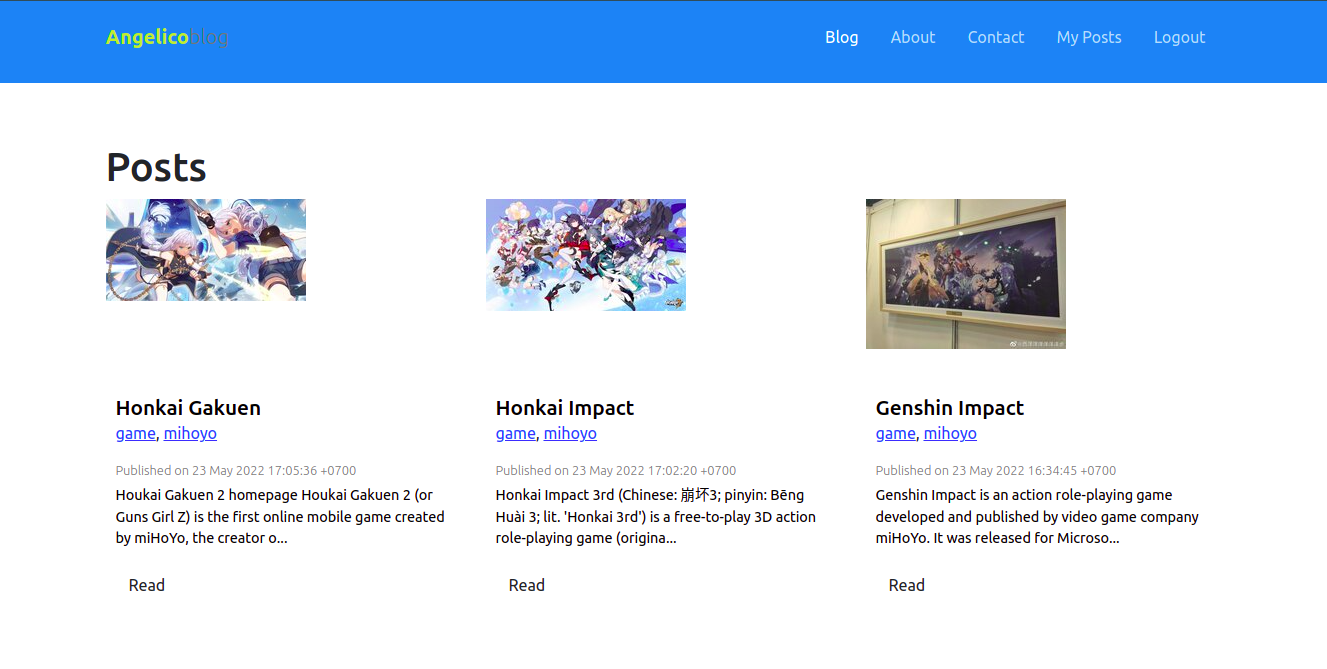 Angelicoblog
Blog About Contact My Posts Logout
Posts
Honkai Gakuen
game, mihoyo
Published on 23 May 2022 17:05:36 +0700
Houkai Gakuen 2 homepage Houkai Gakuen 2 (or
Guns Girl Z) is the first online mobile game created
by miHoYo, the creator o...
Read
Honkai Impact
game, mihoyo
Published on 23 May 2022 17:02:20 +0700
Honkai Impact 3rd (Chinese: 崩坏3; pinyin: Bēng
Huài 3; lit. 'Honkai 3rd') is a free-to-play 3D action
role-playing game (origina...
Read
Genshin Impact
game, mihoyo
Published on 23 May 2022 16:34:45 +0700
Genshin Impact is an action role-playing game
developed and published by video game company
miHoYo. It was released for Microso...
Read